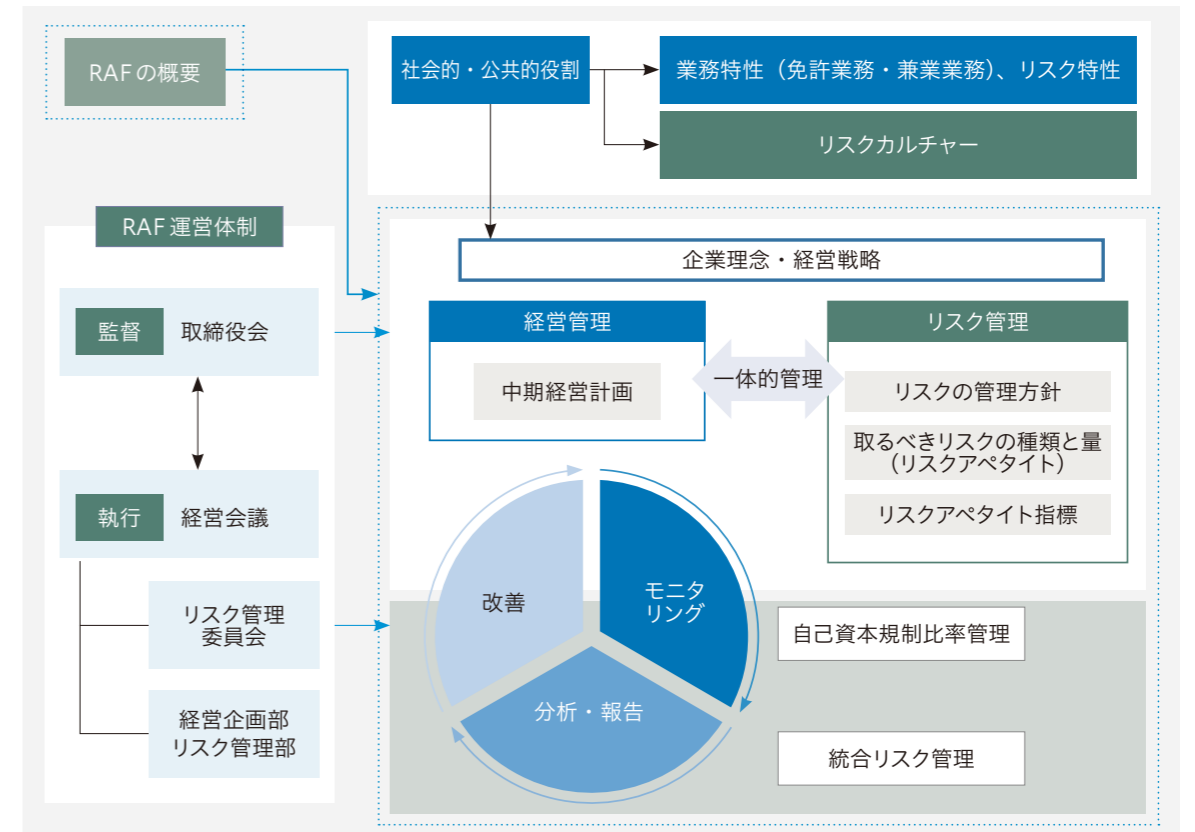 RAFの概要
社会的・公共的役割
業務特性（免許業務・兼業業務）、リスク特性
リスクカルチャー
RAF運営体制
監督
取締役会
執行
経営会議
リスク管理
委員会
経営企画部
リスク管理部
企業理念・経営戦略
経営管理
中期経営計画
一体的管理
リスク管理
リスクの管理方針
取るべきリスクの種類と量
（リスクアペタイト）
リスクアペタイト指標
改善
モニタ
リング
分析・報告
自己資本規制比率管理
統合リスク管理